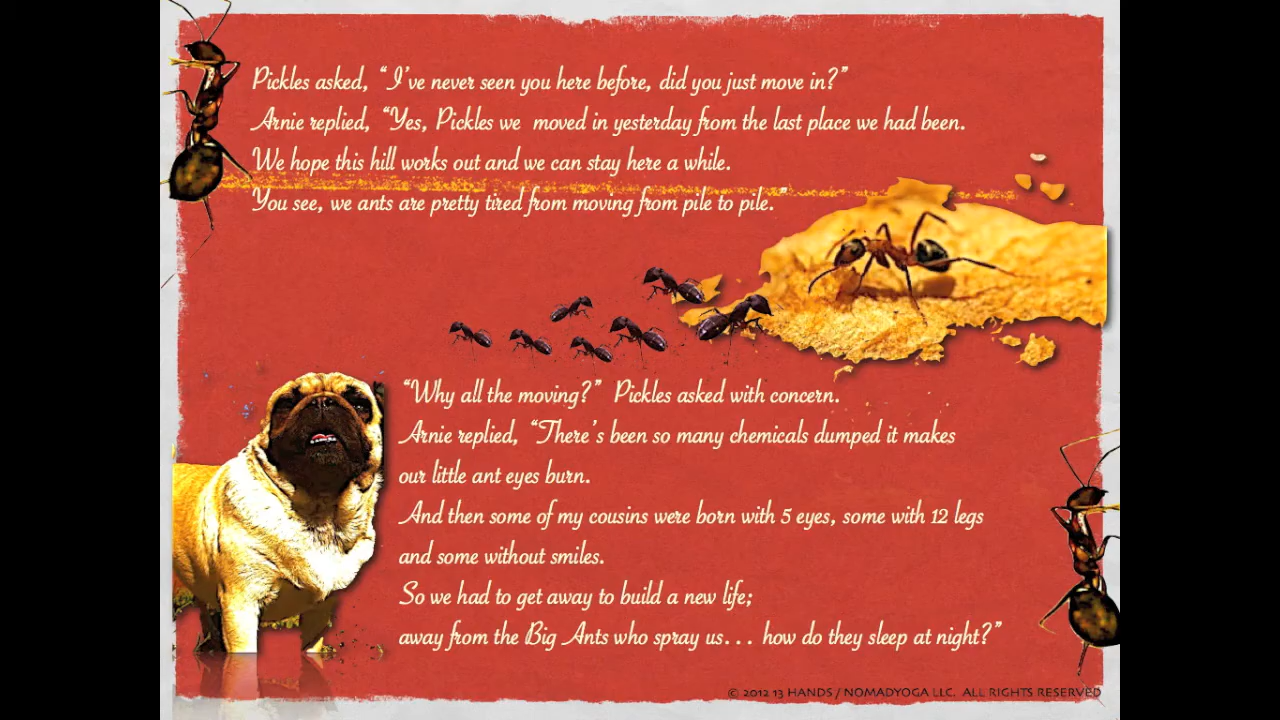 Pickles asked, “I’ve never seen you here before, did you just move in?”
Arnie replied, “Yes, Pickles we moved in yesterday from the last place we had been.
We hope this hill works out and we can stay here a while.
You see, we ants are pretty tired from moving from pile to pile.”
“Why all the moving?” Pickles asked with concern.
Arnie replied, “There’s been so many chemicals dumped it makes
our little ant eyes burn.
And then some of my cousins were born with 5 eyes, some with 12 legs
and some without smiles.
So we had to get away to build a new life;
away from the Big Ants who spray us... how do they sleep at night?”
© 2012 13 HANDS / NOMADYOGA LLC. ALL RIGHTS RESERVED